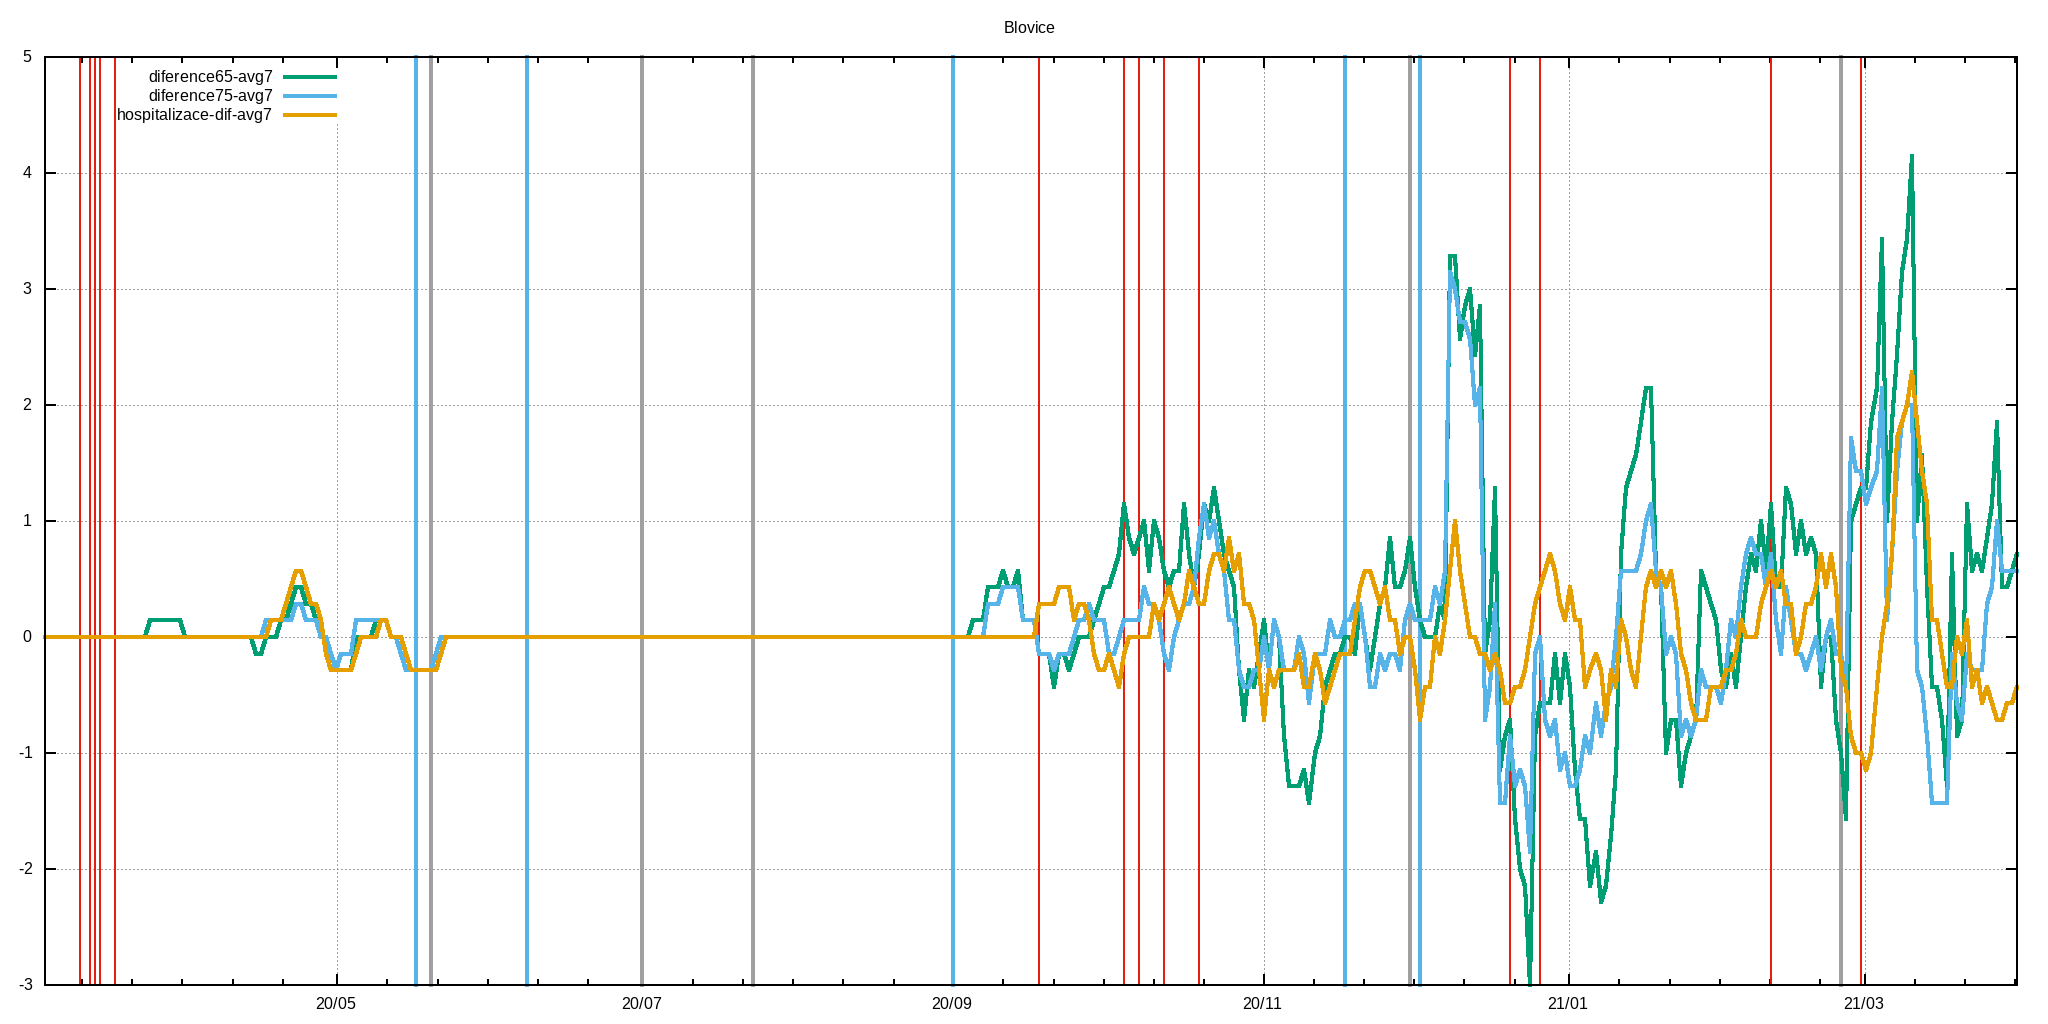 Blovice
5
diference65-avg7
diference75-avg7
hospitalizace-dif-avg7
4
3
2
1
0
-1
-2
-3
20/05 20/07 20/09 20/11 21/01 21/03